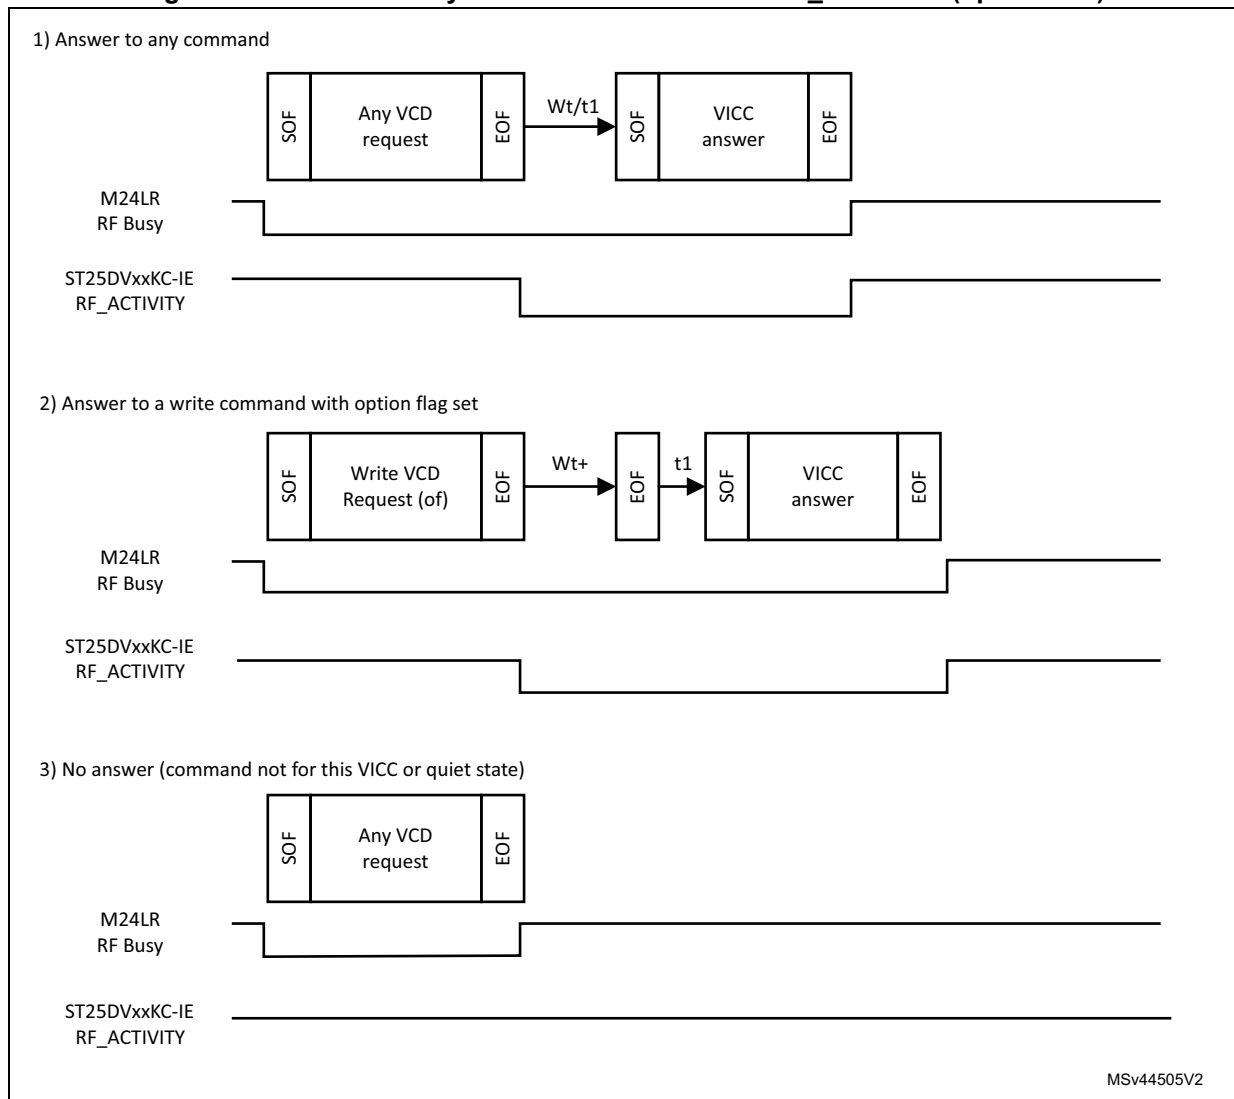 1) Answer to any command
SOF
Any VCD
request
EOF
Wt/t1
SOF
VICC
answer
EOF
M24LR
RF Busy
ST25DVxxKC-IE
RF_ACTIVITY
2) Answer to a write command with option flag set
SOF
Write VCD
Request (of)
EOF
Wt+
EOF
t1
SOF
VICC
answer
EOF
M24LR
RF Busy
ST25DVxxKC-IE
RF_ACTIVITY
3) No answer (command not for this VICC or quiet state)
SOF
Any VCD
request
EOF
M24LR
RF Busy
ST25DVxxKC-IE
RF_ACTIVITY
MSv44505V2